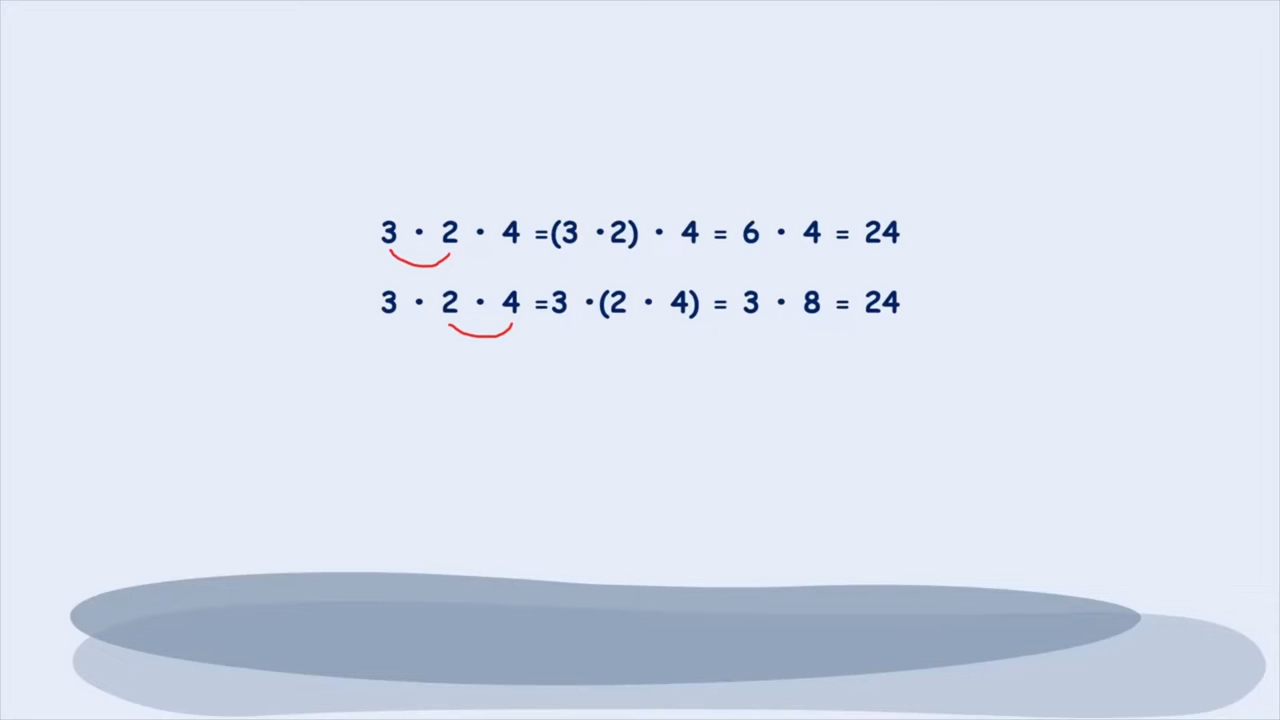 3 · 2 · 4 =(3 ·2) · 4 = 6 · 4 = 24
3 · 2 · 4 =3 ·(2 · 4) = 3 · 8 = 24